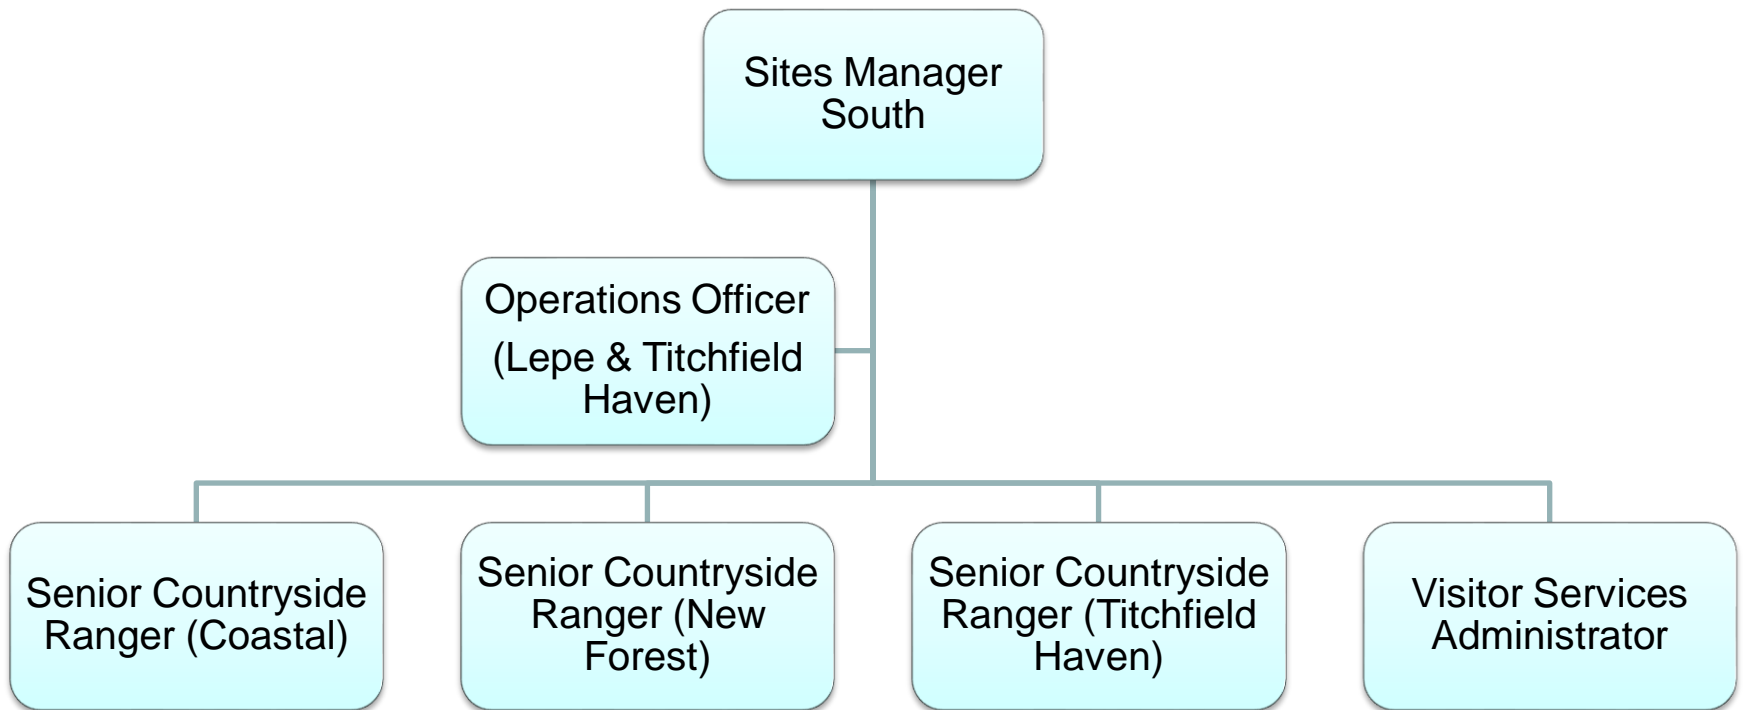 Sites Manager
South
Operations Officer
(Lepe & Titchfield
Haven)
Senior Countryside
Ranger (Coastal)
Senior Countryside
Ranger (New
Forest)
Senior Countryside
Ranger (Titchfield
Haven)
Visitor Services
Administrator